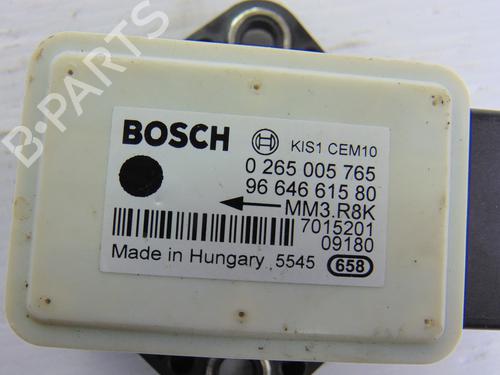 BOSCH KIS1 CEM10
0 265 005 765
96 646 615 80
MM3.R8K
7015201
09180
Made in Hungary 5545 658
B-PARTS